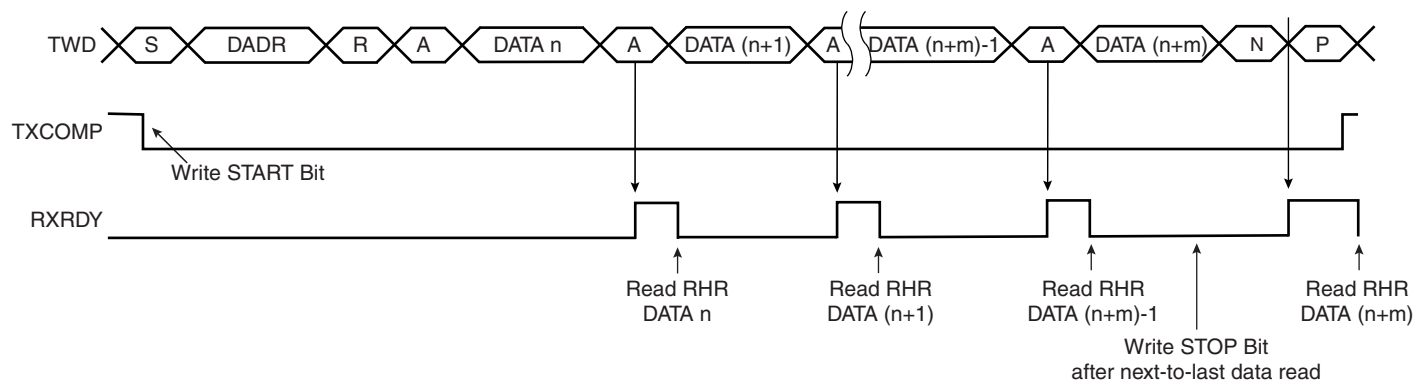 TWD S DADR R A DATA n A DATA (n+1) A DATA (n+m)-1 A DATA (n+m) N P
TXCOMP
Write START Bit
RXRDY
Read RHR Read RHR Read RHR Read RHR
DATA n DATA (n+1) DATA (n+m)-1 DATA (n+m)
Write STOP Bit
after next-to-last data read